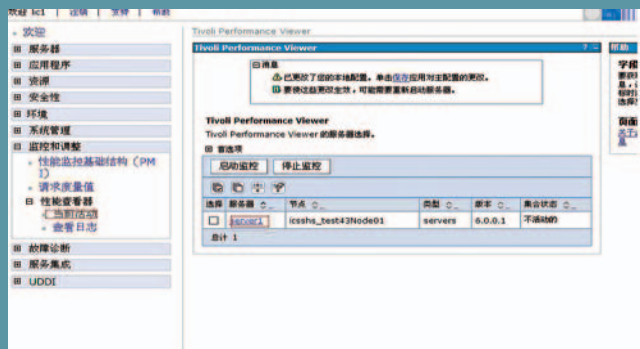 欢迎 lc1 | 注销 | 支持 | 帮助
欢迎
服务器
应用程序
资源
安全性
环境
系统管理
监控和调整
性能监控基础结构（PMI）
请求度量值
性能查看器
当前活动
查看日志
故障诊断
服务集成
UDDI
Tivoli Performance Viewer
Tivoli Performance Viewer ? -
消息
已更改了您的本地配置。单击保存应用对主配置的更改。
要使这些更改生效，可能需要重新启动服务器。
Tivoli Performance Viewer
Tivoli Performance Viewer 的服务器选择。
首选项
启动监控 停止监控
选择 服务器 节点 类型 版本 集合状态
server1 icsshs_test43Node01 servers 6.0.0.1 不活动的
总计 1
帮助
字段
页面